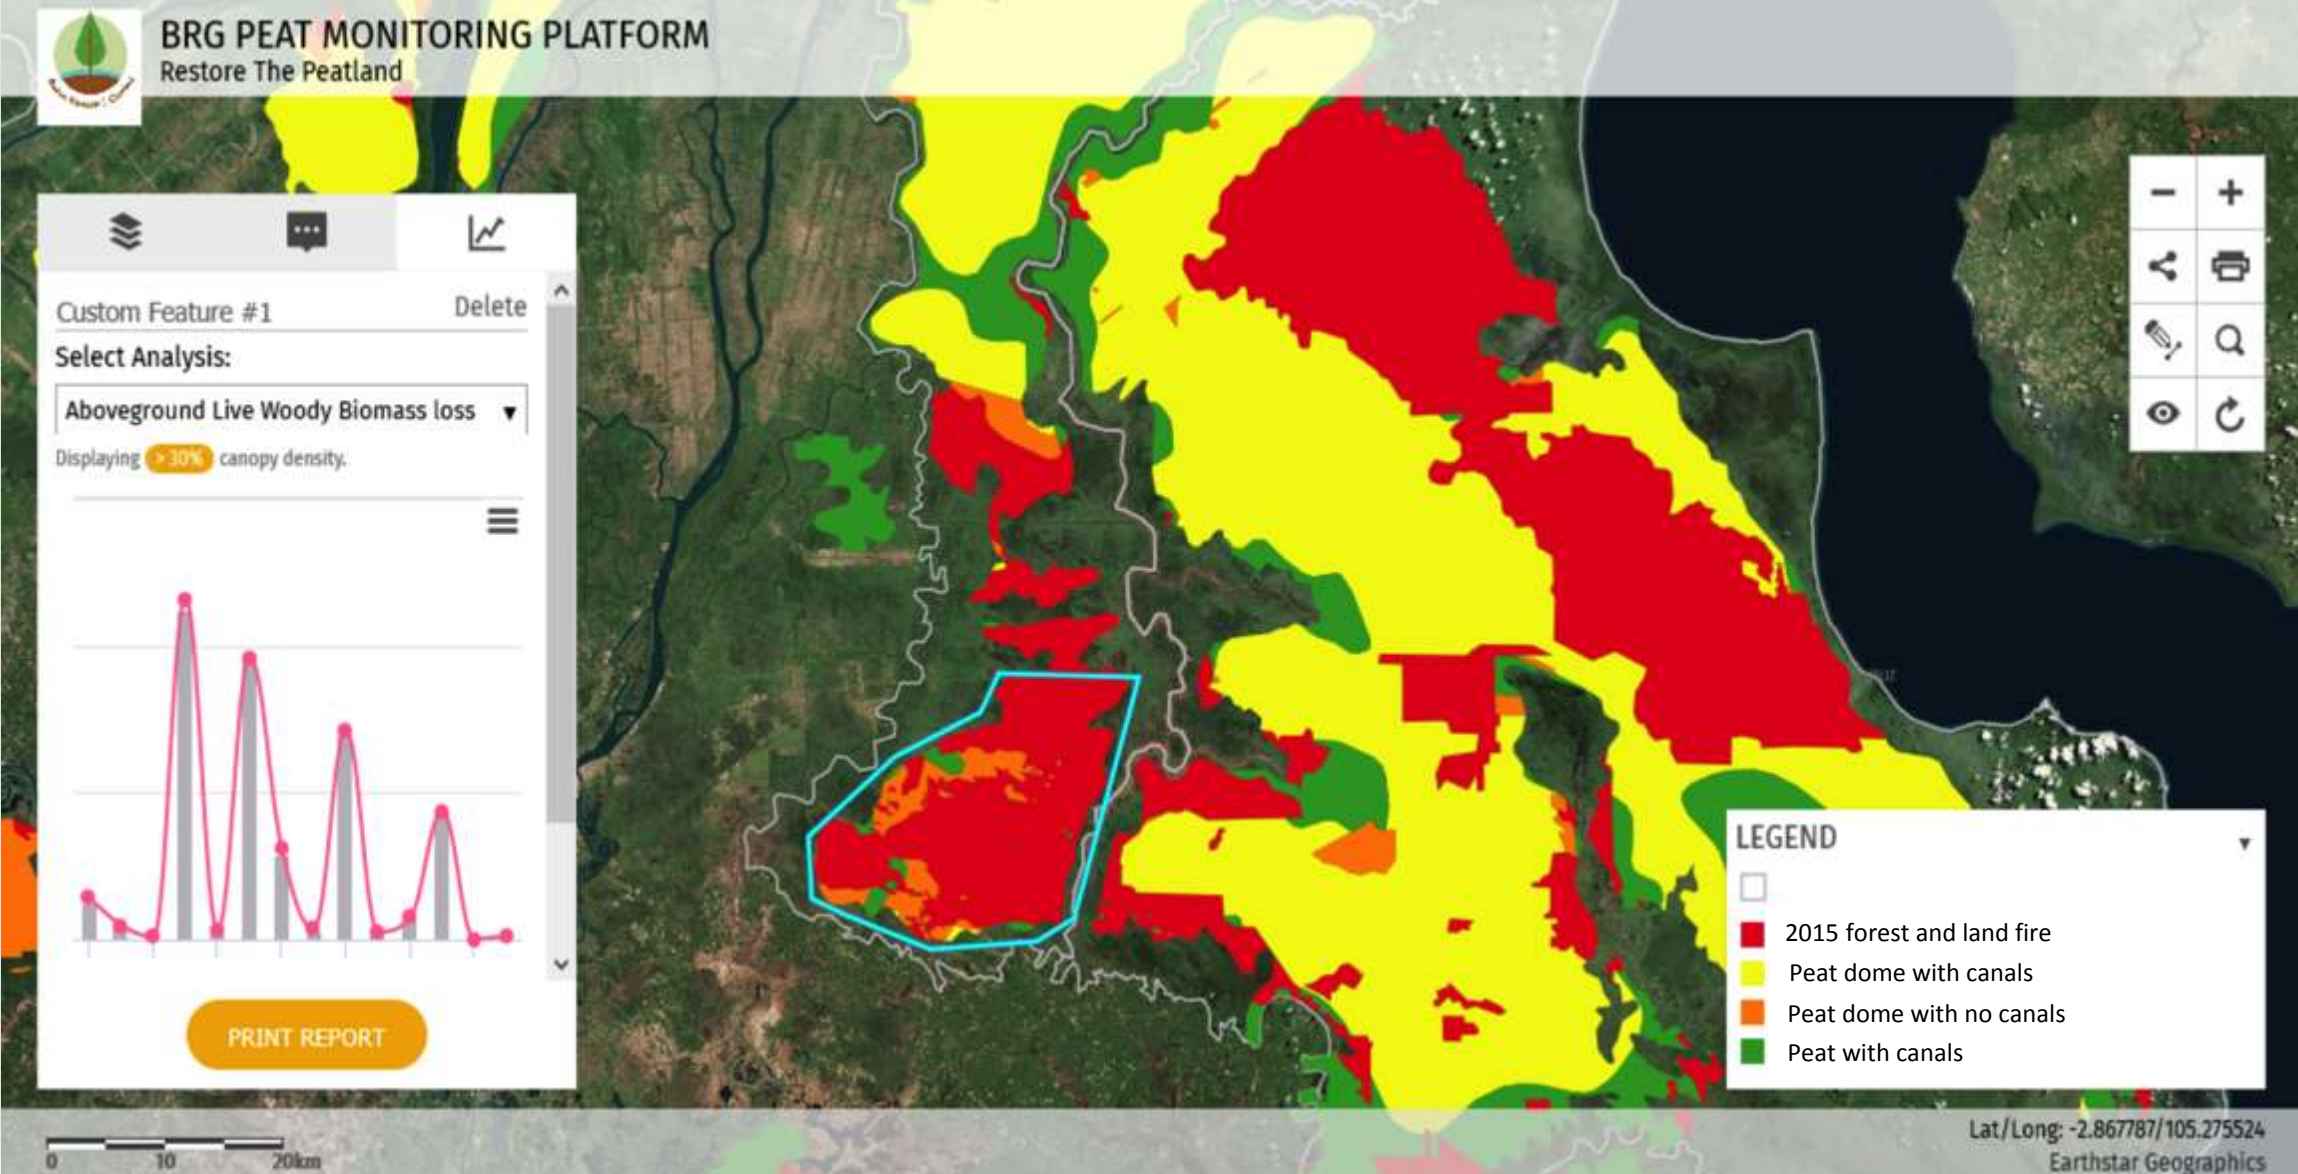 BRG PEAT MONITORING PLATFORM
Restore The Peatland
Custom Feature #1
Delete
Select Analysis:
Aboveground Live Woody Biomass loss
Displaying >30% canopy density.
PRINT REPORT
LEGEND
2015 forest and land fire
Peat dome with canals
Peat dome with no canals
Peat with canals
0 10 20km
Lat/Long: -2.867787/105.275524
Earthstar Geographics